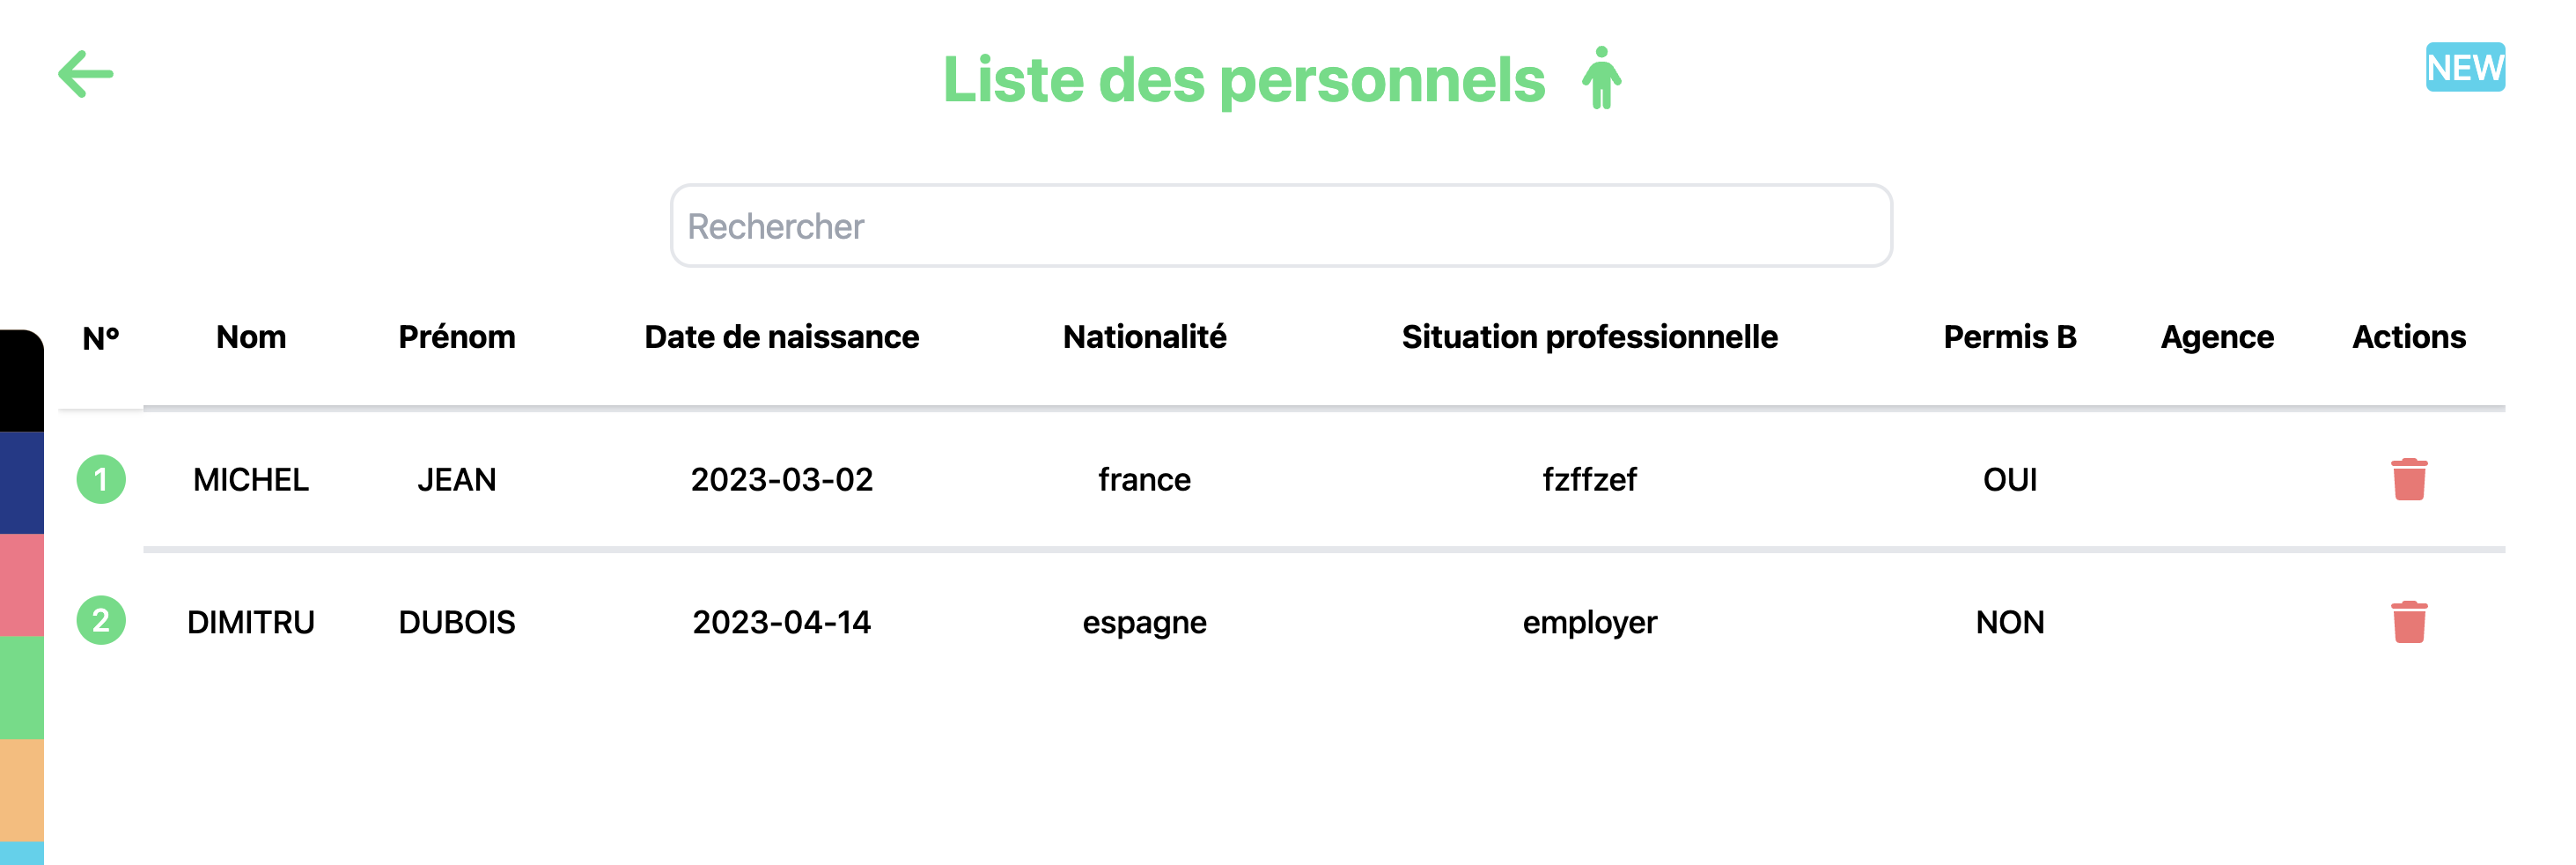 Liste des personnels
NEW
Rechercher
N° Nom Prénom Date de naissance Nationalité Situation professionnelle Permis B Agence Actions
1 MICHEL JEAN 2023-03-02 france fzffzef OUI
2 DIMITRU DUBOIS 2023-04-14 espagne employer NON